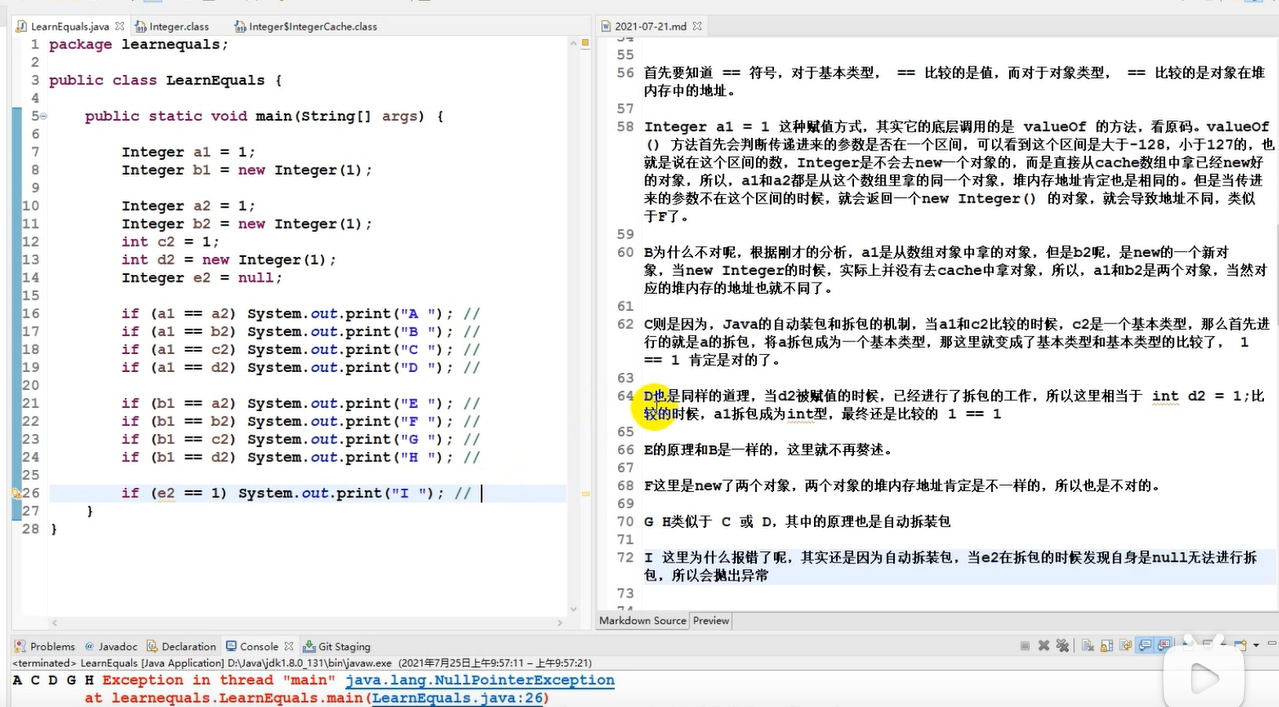 LearnEquals.java Integer.class Integer$IntegerCache.class
1 package learnequals;
2
3 public class LearnEquals {
4
5 public static void main(String[] args) {
6
7 Integer a1 = 1;
8 Integer b1 = new Integer(1);
9
10 Integer a2 = 1;
11 Integer b2 = new Integer(1);
12 int c2 = 1;
13 int d2 = new Integer(1);
14 Integer e2 = null;
15
16 if (a1 == a2) System.out.print("A "); //
17 if (a1 == b2) System.out.print("B "); //
18 if (a1 == c2) System.out.print("C "); //
19 if (a1 == d2) System.out.print("D "); //
20
21 if (b1 == a2) System.out.print("E "); //
22 if (b1 == b2) System.out.print("F "); //
23 if (b1 == c2) System.out.print("G "); //
24 if (b1 == d2) System.out.print("H "); //
25
26 if (e2 == 1) System.out.print("I "); //
27 }
28 }
2021-07-21.md
55
56 首先要知道 == 符号，对于基本类型， == 比较的是值，而对于对象类型， == 比较的是对象在堆
内存中的地址。
57
58 Integer a1 = 1 这种赋值方式，其实它的底层调用的是 valueOf 的方法，看原码。valueOf
() 方法首先会判断传递进来的参数是否在一个区间，可以看到这个区间是大于-128，小于127的，也
就是说在这个区间的数，Integer是不会去new一个对象的，而是直接从cache数组中拿已经new好
的对象，所以，a1和a2都是从这个数组里拿的同一个对象，堆内存地址肯定也是相同的。但是当传进
来的参数不在这个区间的时候，就会返回一个new Integer() 的对象，就会导致地址不同，类似
于F了。
59
60 B为什么不对呢，根据刚才的分析，a1是从数组对象中拿的对象，但是b2呢，是new的一个新对
象，当new Integer的时候，实际上并没有去cache中拿对象，所以，a1和b2是两个对象，当然对
应的堆内存的地址也就不同了。
61
62 C则是因为，Java的自动装包和拆包的机制，当a1和c2比较的时候，c2是一个基本类型，那么首先进
行的就是a的拆包，将a拆包成为一个基本类型，那这里就变成了基本类型和基本类型的比较了， 1
== 1 肯定是对的了。
63
64 D也是同样的道理，当d2被赋值的时候，已经进行了拆包的工作，所以这里相当于 int d2 = 1;比
较的时候，a1拆包成为int型，最终还是比较的 1 == 1
65
66 E的原理和B是一样的，这里就不再赘述。
67
68 F这里是new了两个对象，两个对象的堆内存地址肯定是不一样的，所以也是不对的。
69
70 G H类似于 C 或 D，其中的原理也是自动拆装包
71
72 I 这里为什么报错了呢，其实还是因为自动拆装包，当e2在拆包的时候发现自身是null无法进行拆
包，所以会抛出异常
73
Markdown Source Preview
Problems Javadoc Declaration Console Git Staging
<terminated> LearnEquals [Java Application] D:\Java\jdk1.8.0_131\bin\javaw.exe (2021年7月25日上午9:57:11 – 上午9:57:21)
A C D G H Exception in thread "main" java.lang.NullPointerException
at learnequals.LearnEquals.main(LearnEquals.java:26)